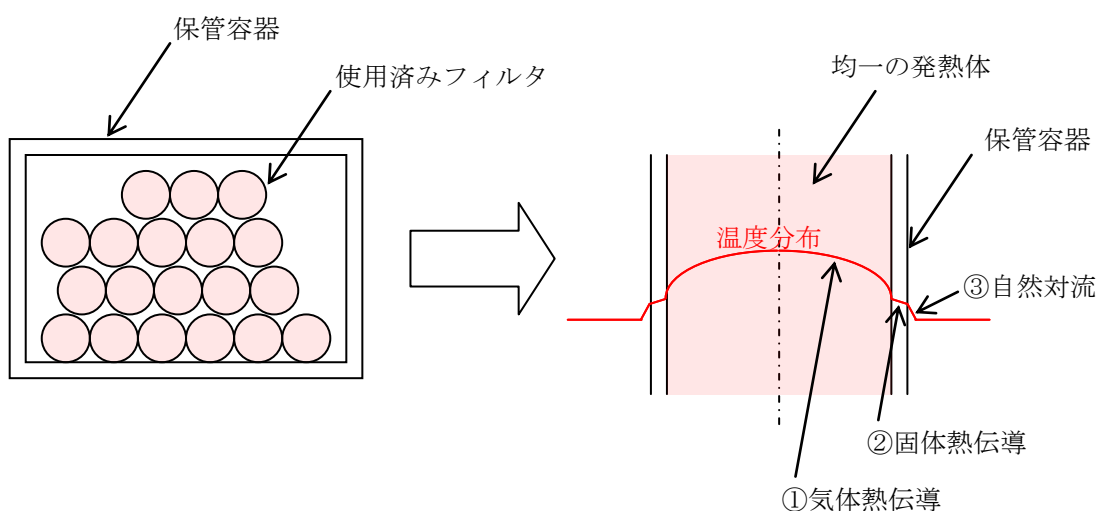 保管容器
使用済みフィルタ
均一の発熱体
保管容器
温度分布
③自然対流
②固体熱伝導
①気体熱伝導